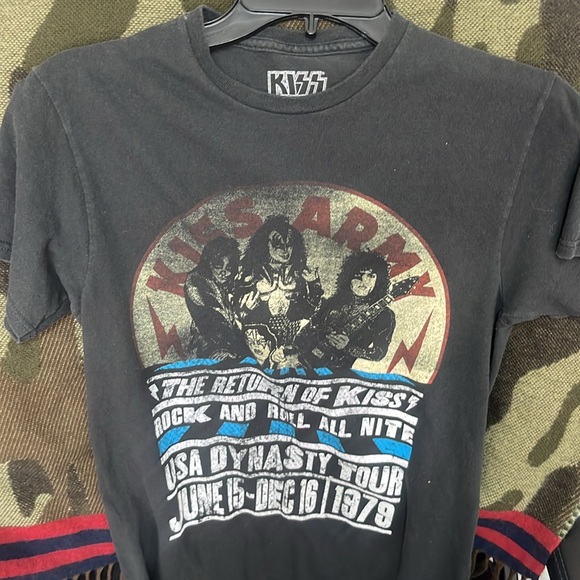 KISS
KISS ARMY
THE RETURN OF KISS
ROCK AND ROLL ALL NITE
USA DYNASTY TOUR
JUNE 15-DEC 16 / 1979